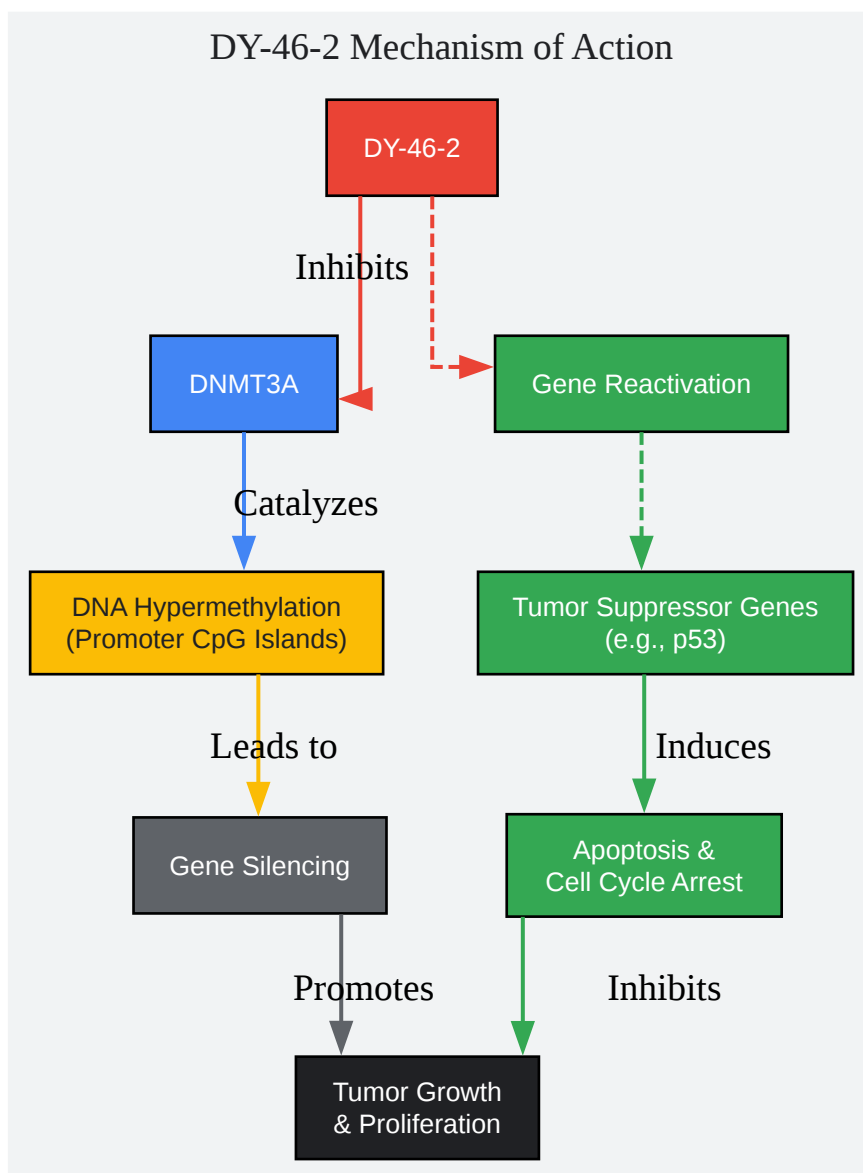 DY-46-2 Mechanism of Action
DY-46-2
Inhibits
DNMT3A
Gene Reactivation
Catalyzes
DNA Hypermethylation
(Promoter CpG Islands)
Tumor Suppressor Genes
(e.g., p53)
Leads to
Induces
Gene Silencing
Apoptosis &
Cell Cycle Arrest
Promotes
Inhibits
Tumor Growth
& Proliferation